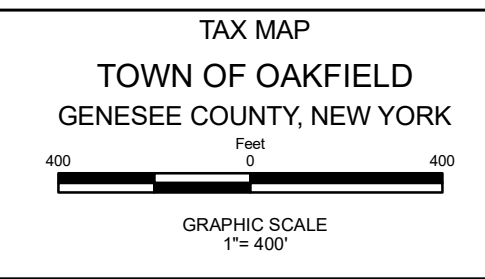 TAX MAP
TOWN OF OAKFIELD
GENESEE COUNTY, NEW YORK
Feet
400 0 400
GRAPHIC SCALE
1"= 400'